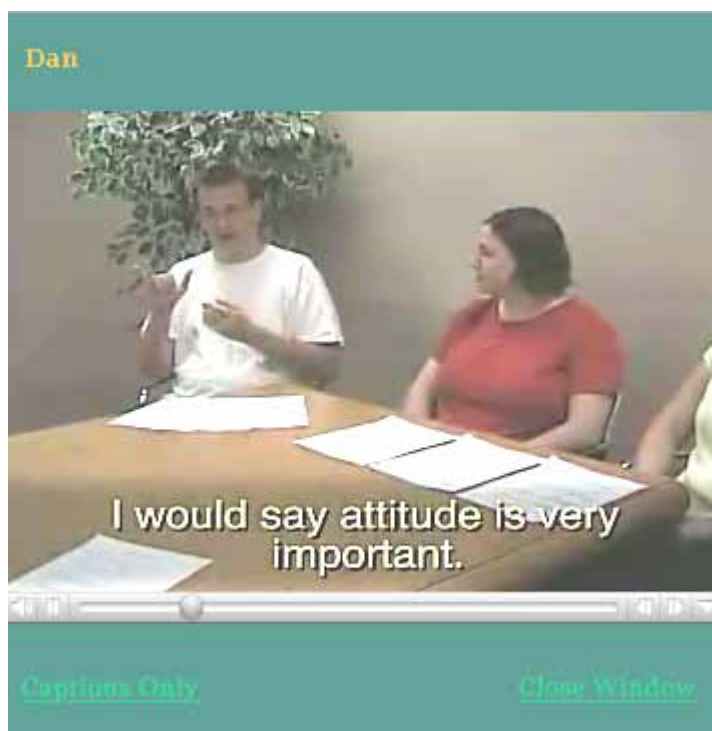 Dan
I would say attitude is very
important.
Captions Only
Close Window